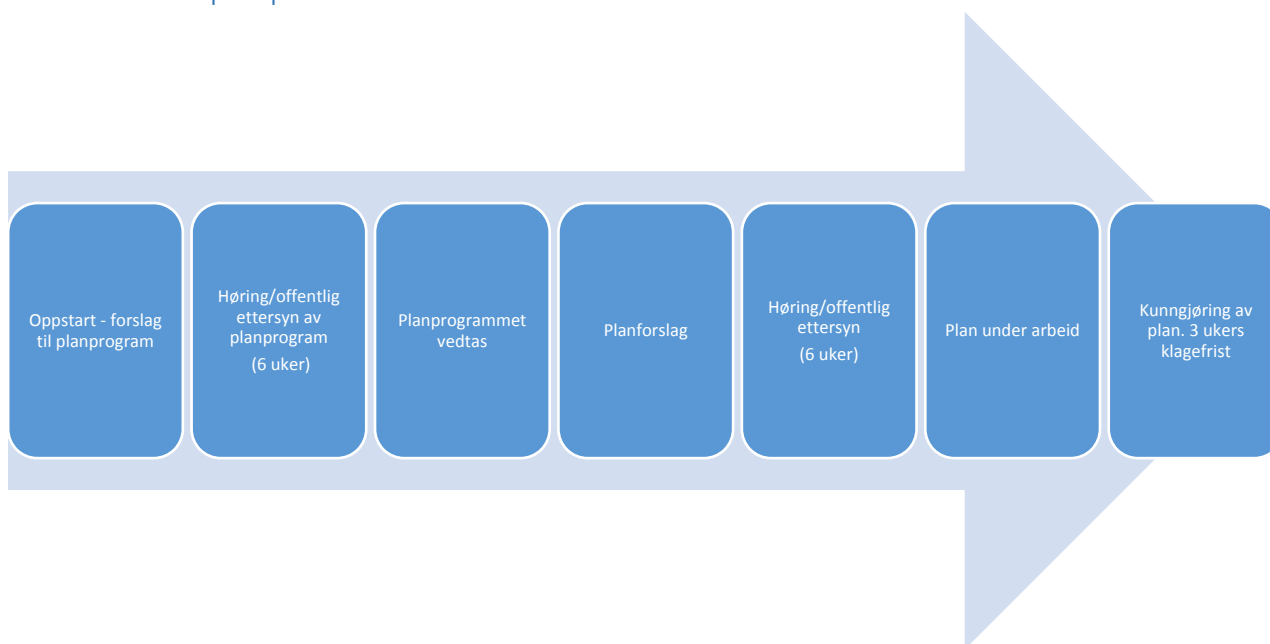 Oppstart - forslag
til planprogram
Høring/offentlig
ettersyn av
planprogram
(6 uker)
Planprogrammet
vedtas
Planforslag
Høring/offentlig
ettersyn
(6 uker)
Plan under arbeid
Kunngjøring av
plan. 3 ukers
klagefrist